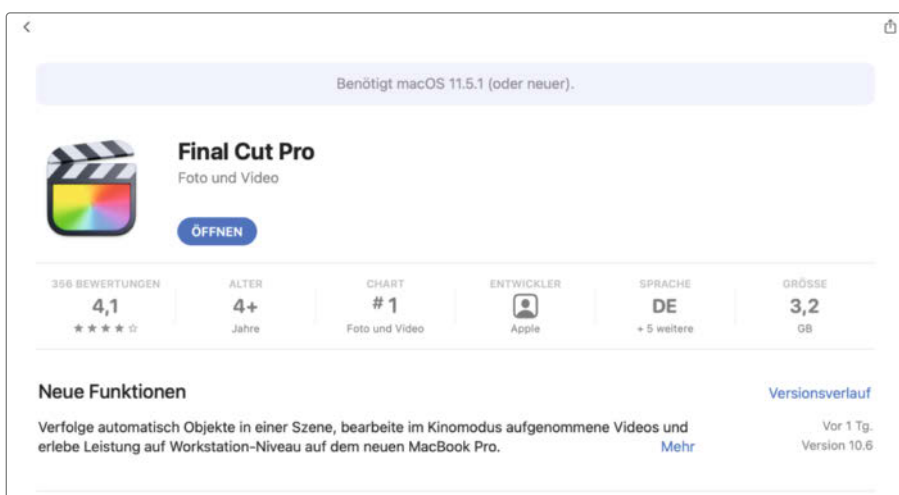 Benötigt macOS 11.5.1 (oder neuer).
Final Cut Pro
Foto und Video
ÖFFNEN
356 BEWERTUNGEN
4,1
ALTER
4+
Jahre
CHART
#1
Foto und Video
ENTWICKLER
Apple
SPRACHE
DE
+ 5 weitere
GRÖSSE
3,2
GB
Neue Funktionen
Versionsverlauf
Verfolge automatisch Objekte in einer Szene, bearbeite im Kinomodus aufgenommene Videos und
erlebe Leistung auf Workstation-Niveau auf dem neuen MacBook Pro.
Mehr
Vor 1 Tg.
Version 10.6